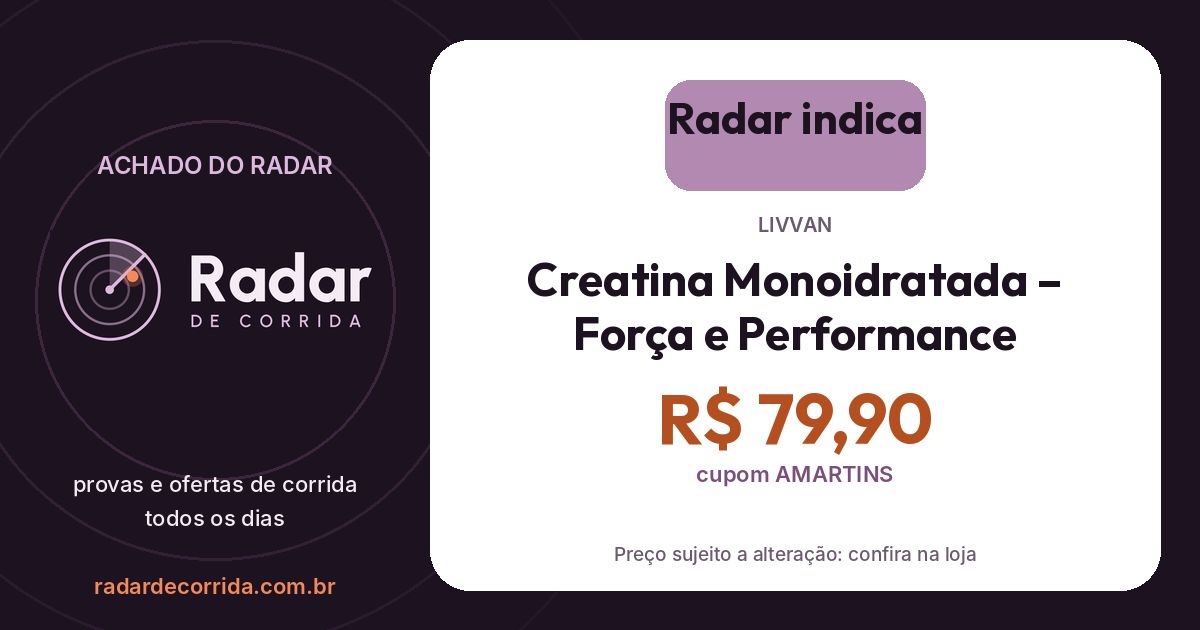 ACHADO DO RADAR
Radar
DE CORRIDA
provas e ofertas de corrida
todos os dias
radardecorrida.com.br
Radar indica
LIVVAN
Creatina Monoidratada –
Força e Performance
R$ 79,90
cupom AMARTINS
Preço sujeito a alteração: confira na loja